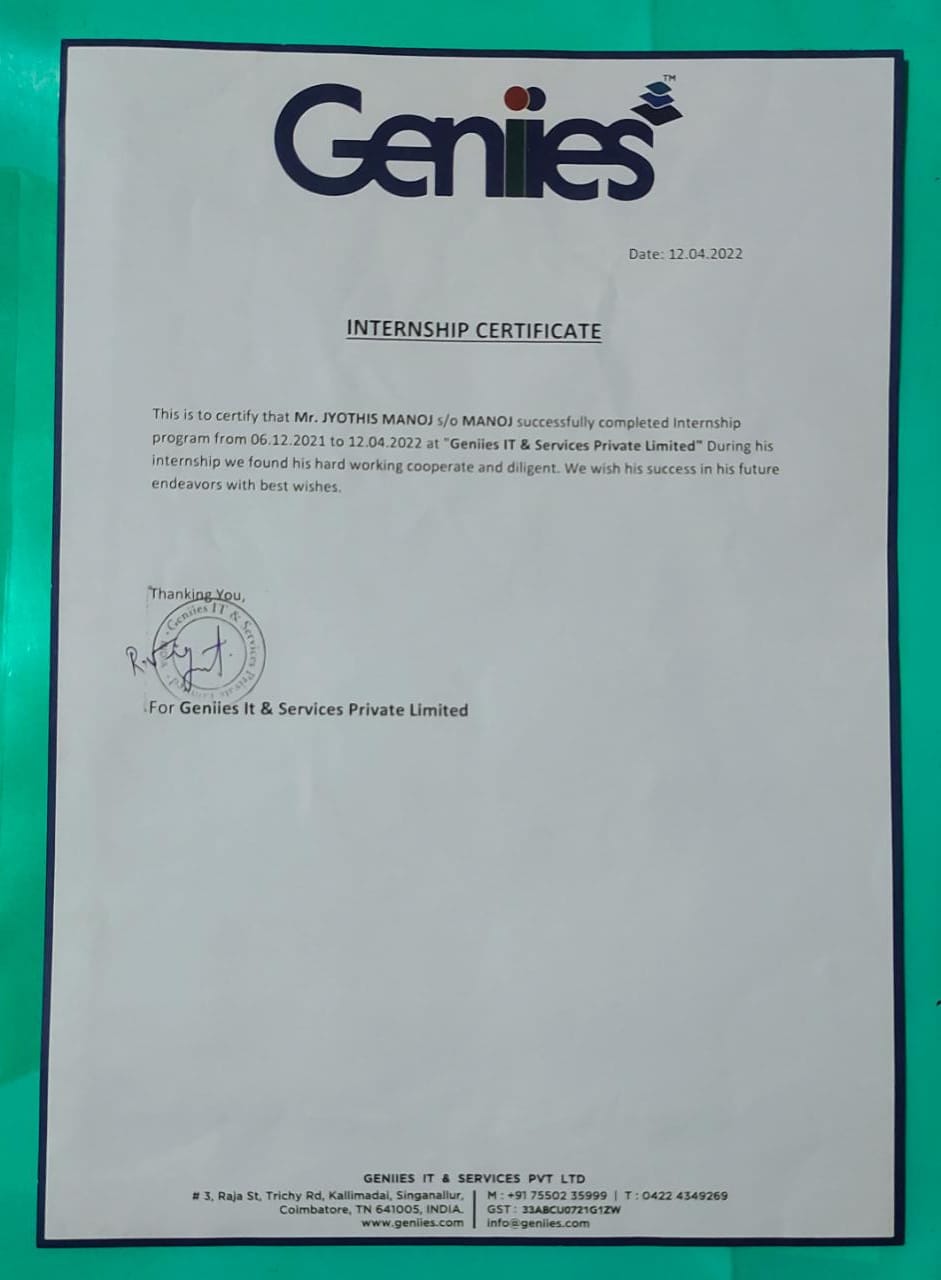 Geniies
TM
Date: 12.04.2022
INTERNSHIP CERTIFICATE
This is to certify that Mr. JYOTHIS MANOJ s/o MANOJ successfully completed Internship
program from 06.12.2021 to 12.04.2022 at "Geniies IT & Services Private Limited" During his
internship we found his hard working cooperate and diligent. We wish his success in his future
endeavors with best wishes.
Thanking You,
Geniies IT & Services Private Limited
For Geniies It & Services Private Limited
GENIIES IT & SERVICES PVT LTD
# 3, Raja St, Trichy Rd, Kallimadai, Singanallur, M : +91 75502 35999 | T : 0422 4349269
Coimbatore, TN 641005, INDIA. GST : 33ABCU0721G1ZW
www.geniies.com info@geniies.com